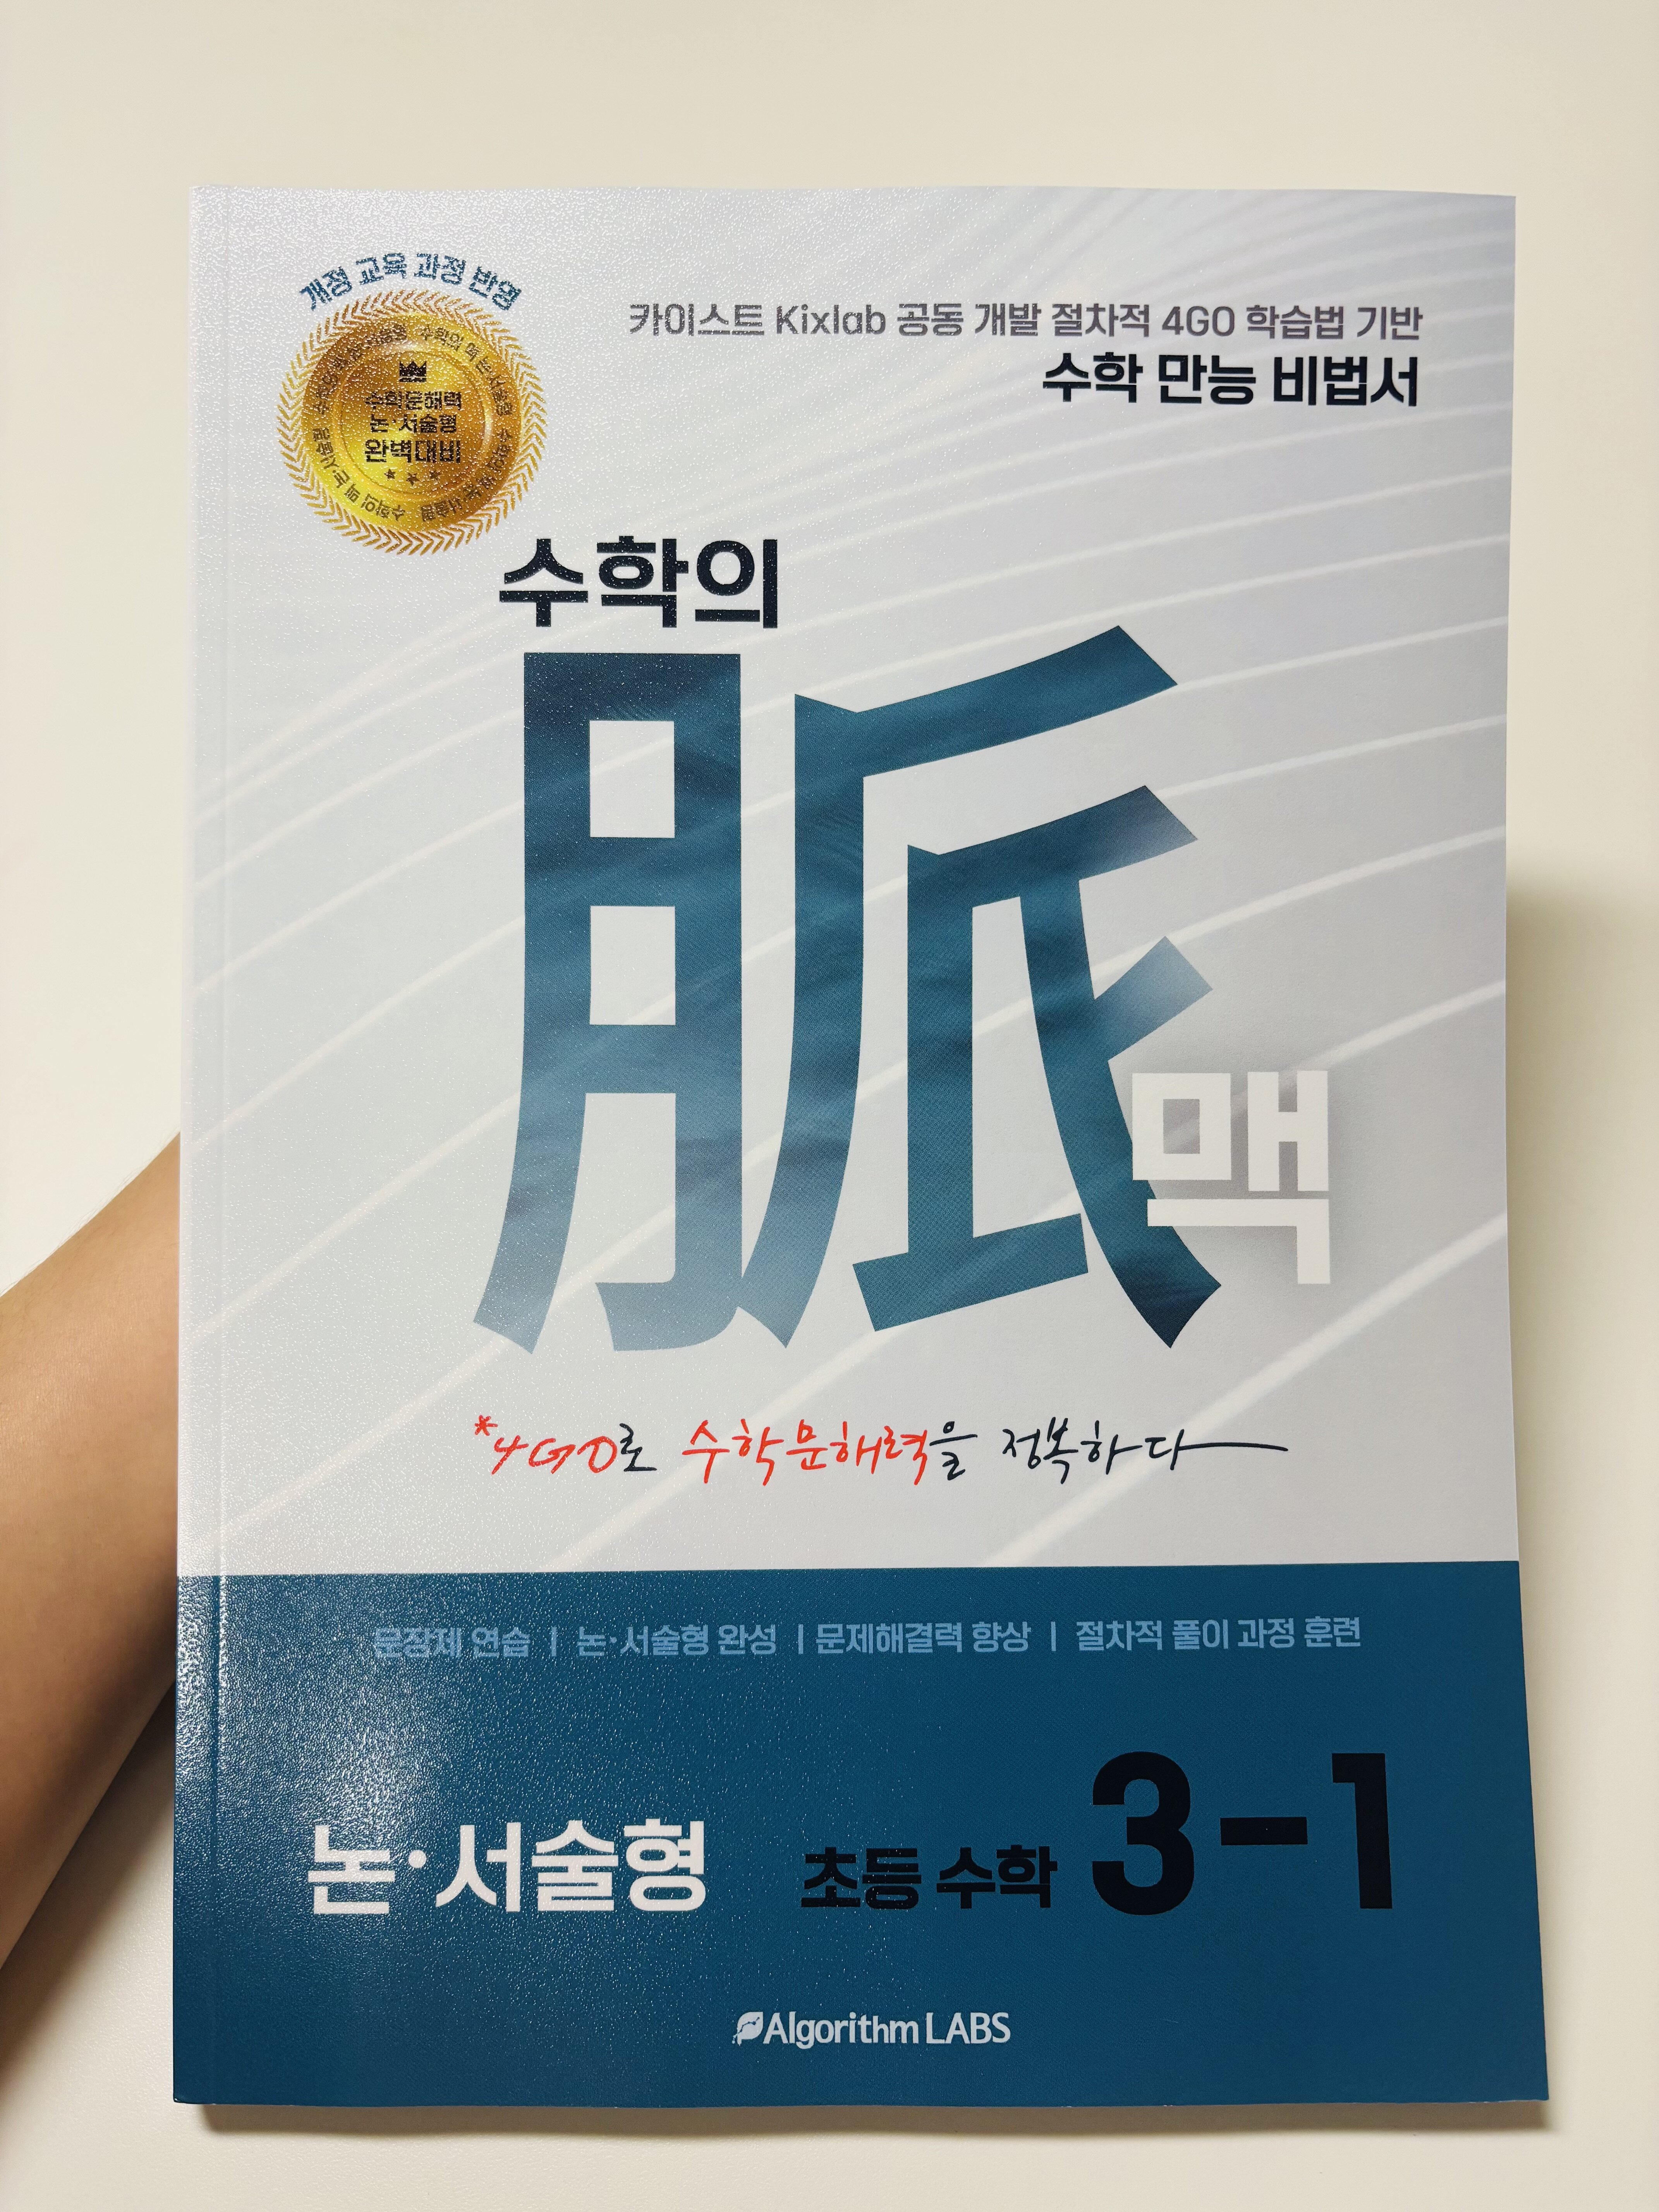 개정 교육 과정 반영
수학문해력
논·서술형
완벽대비
카이스트 Kixlab 공동 개발 절차적 4GO 학습법 기반
수학 만능 비법서
수학의
脈
맥
*4GO로 수학문해력을 정복하다
문장제 연습 | 논·서술형 완성 | 문제해결력 향상 | 절차적 풀이 과정 훈련
논·서술형 초등 수학 3-1
Algorithm LABS